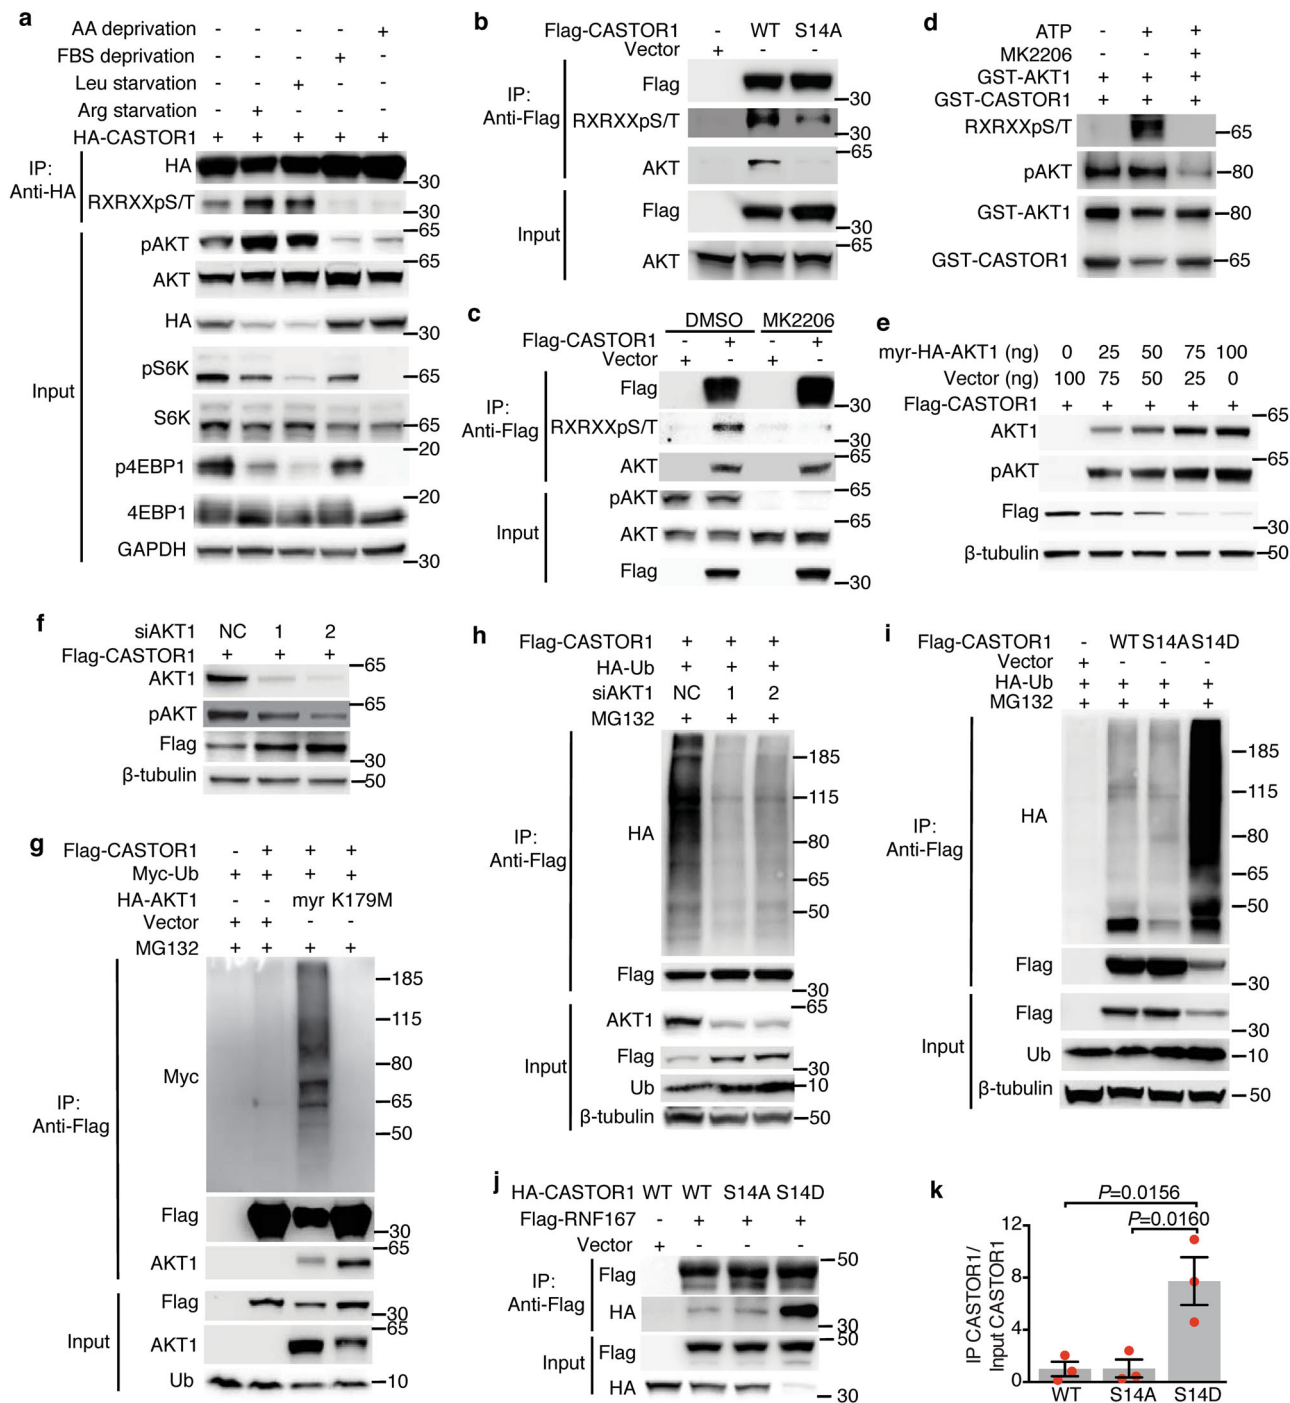 a
AA deprivation - - - - +
FBS deprivation - - - + -
Leu starvation - - + - -
Arg starvation - + - - -
HA-CASTOR1 + + + + +
IP:
Anti-HA
HA
30
RXRXXpS/T
30
Input
pAKT
65
AKT
65
HA
30
pS6K
65
S6K
65
p4EBP1
20
4EBP1
20
GAPDH
30
b
Flag-CASTOR1 - WT S14A
Vector + - -
IP:
Anti-Flag
Flag
30
RXRXXpS/T
30
AKT
65
Input
Flag
30
AKT
65
c
DMSO MK2206
Flag-CASTOR1 - + - +
Vector + - + -
IP:
Anti-Flag
Flag
30
RXRXXpS/T
30
AKT
65
Input
pAKT
65
AKT
65
Flag
30
d
ATP - + +
MK2206 - - +
GST-AKT1 + + +
GST-CASTOR1 + + +
RXRXXpS/T
65
pAKT
80
GST-AKT1
80
GST-CASTOR1
65
e
myr-HA-AKT1 (ng) 0 25 50 75 100
Vector (ng) 100 75 50 25 0
Flag-CASTOR1 + + + + +
AKT1
65
pAKT
65
Flag
30
β-tubulin
50
f
siAKT1 NC 1 2
Flag-CASTOR1 + + +
AKT1
65
pAKT
65
Flag
30
β-tubulin
50
g
Flag-CASTOR1 - + + +
Myc-Ub + + + +
HA-AKT1 - - myr K179M
Vector + + - -
MG132 + + + +
IP:
Anti-Flag
Myc
185
115
80
65
50
Flag
30
AKT1
65
Input
Flag
30
AKT1
65
Ub
10
h
Flag-CASTOR1 + + +
HA-Ub + + +
siAKT1 NC 1 2
MG132 + + +
IP:
Anti-Flag
HA
185
115
80
65
50
Flag
30
Input
AKT1
65
Flag
30
Ub
10
β-tubulin
50
i
Flag-CASTOR1 - WT S14A S14D
Vector + - - -
HA-Ub + + + +
MG132 + + + +
IP:
Anti-Flag
HA
185
115
80
65
50
Flag
30
Input
Flag
30
Ub
10
β-tubulin
50
j
HA-CASTOR1 WT WT S14A S14D
Flag-RNF167 - + + +
Vector + - - -
IP:
Anti-Flag
Flag
50
HA
30
Input
Flag
50
HA
30
k
P=0.0156
P=0.0160
IP CASTOR1/
Input CASTOR1
12
8
4
0
WT S14A S14D